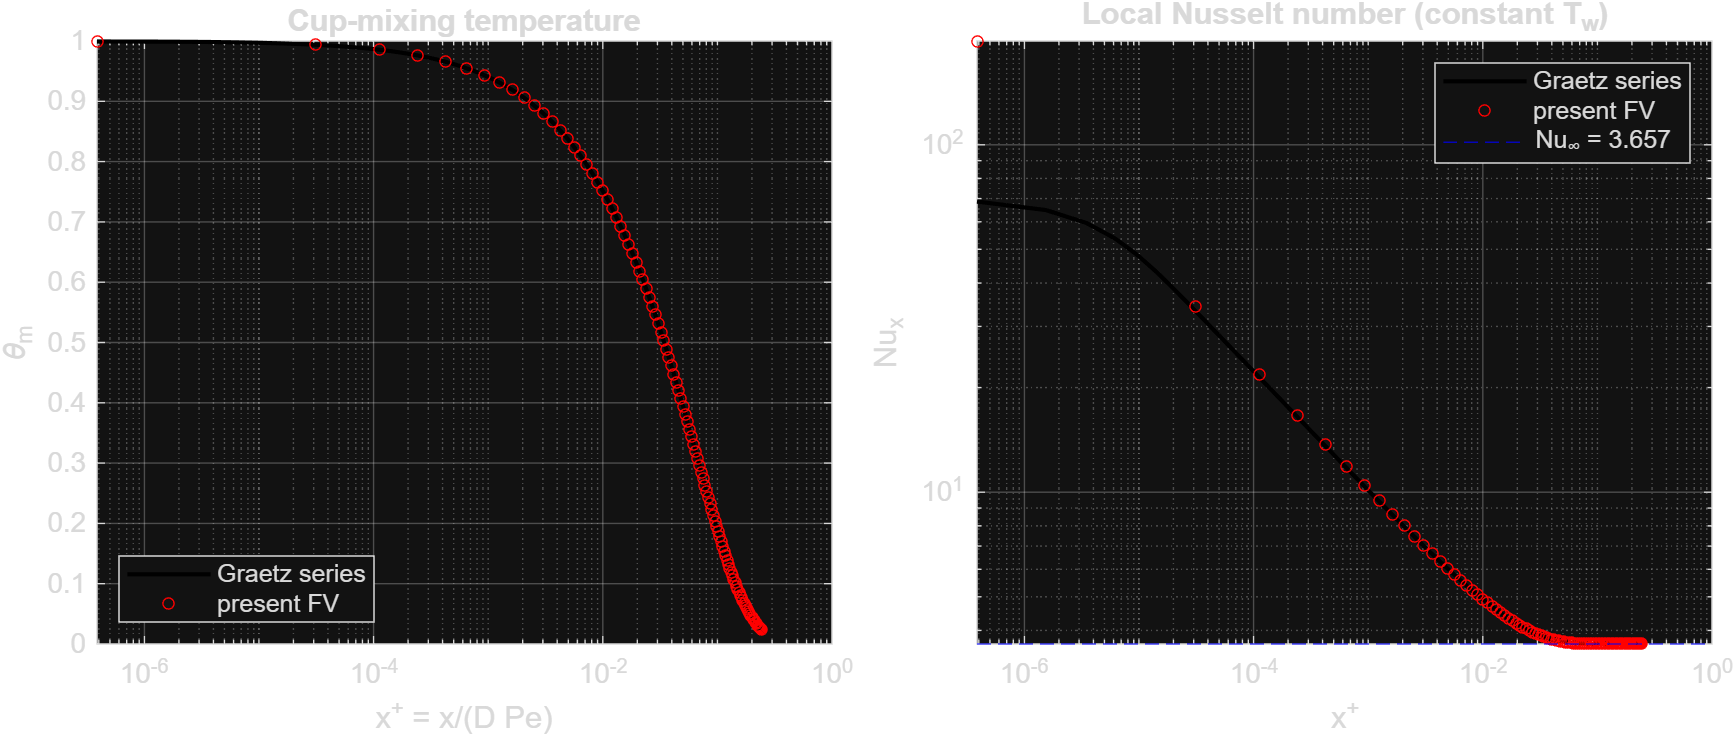 Cup-mixing temperature
1
0.9
0.8
0.7
0.6
0.5
0.4
0.3
0.2
0.1
0
θₘ
Graetz series
present FV
10⁻⁶
10⁻⁴
10⁻²
10⁰
x⁺ = x/(D Pe)
Local Nusselt number (constant T_w)
10²
10¹
Nuₓ
Graetz series
present FV
Nu∞ = 3.657
10⁻⁶
10⁻⁴
10⁻²
10⁰
x⁺